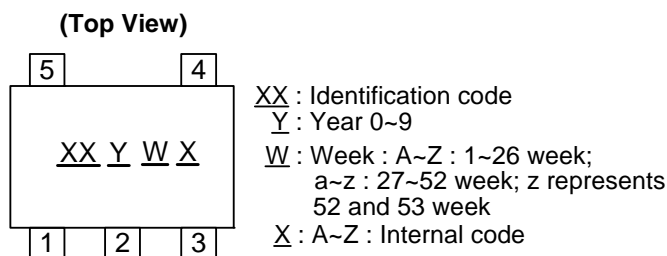 (Top View)
5 4
XX Y W X
1 2 3
XX : Identification code
Y : Year 0~9
W : Week : A~Z : 1~26 week;
a~z : 27~52 week; z represents
52 and 53 week
X : A~Z : Internal code